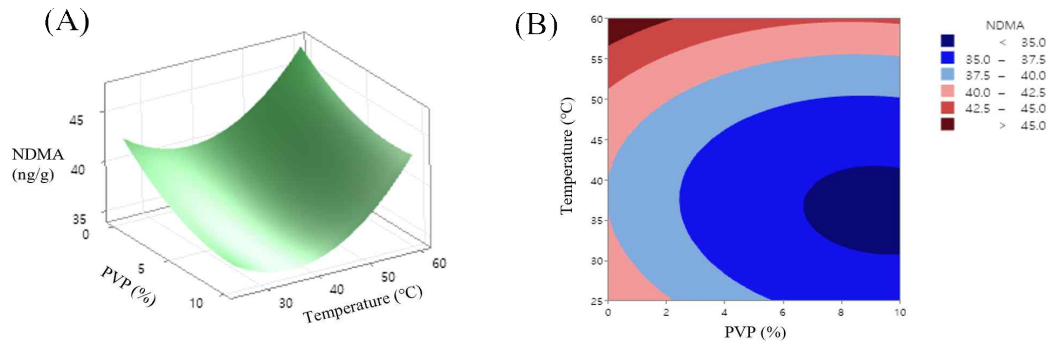 (A)
45
40
35
NDMA
(ng/g)
0
5
10
PVP (%)
30
40
50
60
Temperature (°C)
(B)
60
55
50
45
40
35
30
25
Temperature (°C)
0
2
4
6
8
10
PVP (%)
NDMA
< 35.0
35.0 – 37.5
37.5 – 40.0
40.0 – 42.5
42.5 – 45.0
> 45.0